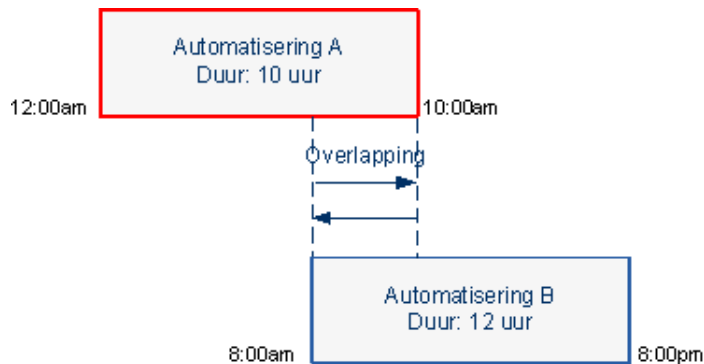 Automatisering A
Duur: 10 uur
12:00am
10:00am
Overlapping
Automatisering B
Duur: 12 uur
8:00am
8:00pm